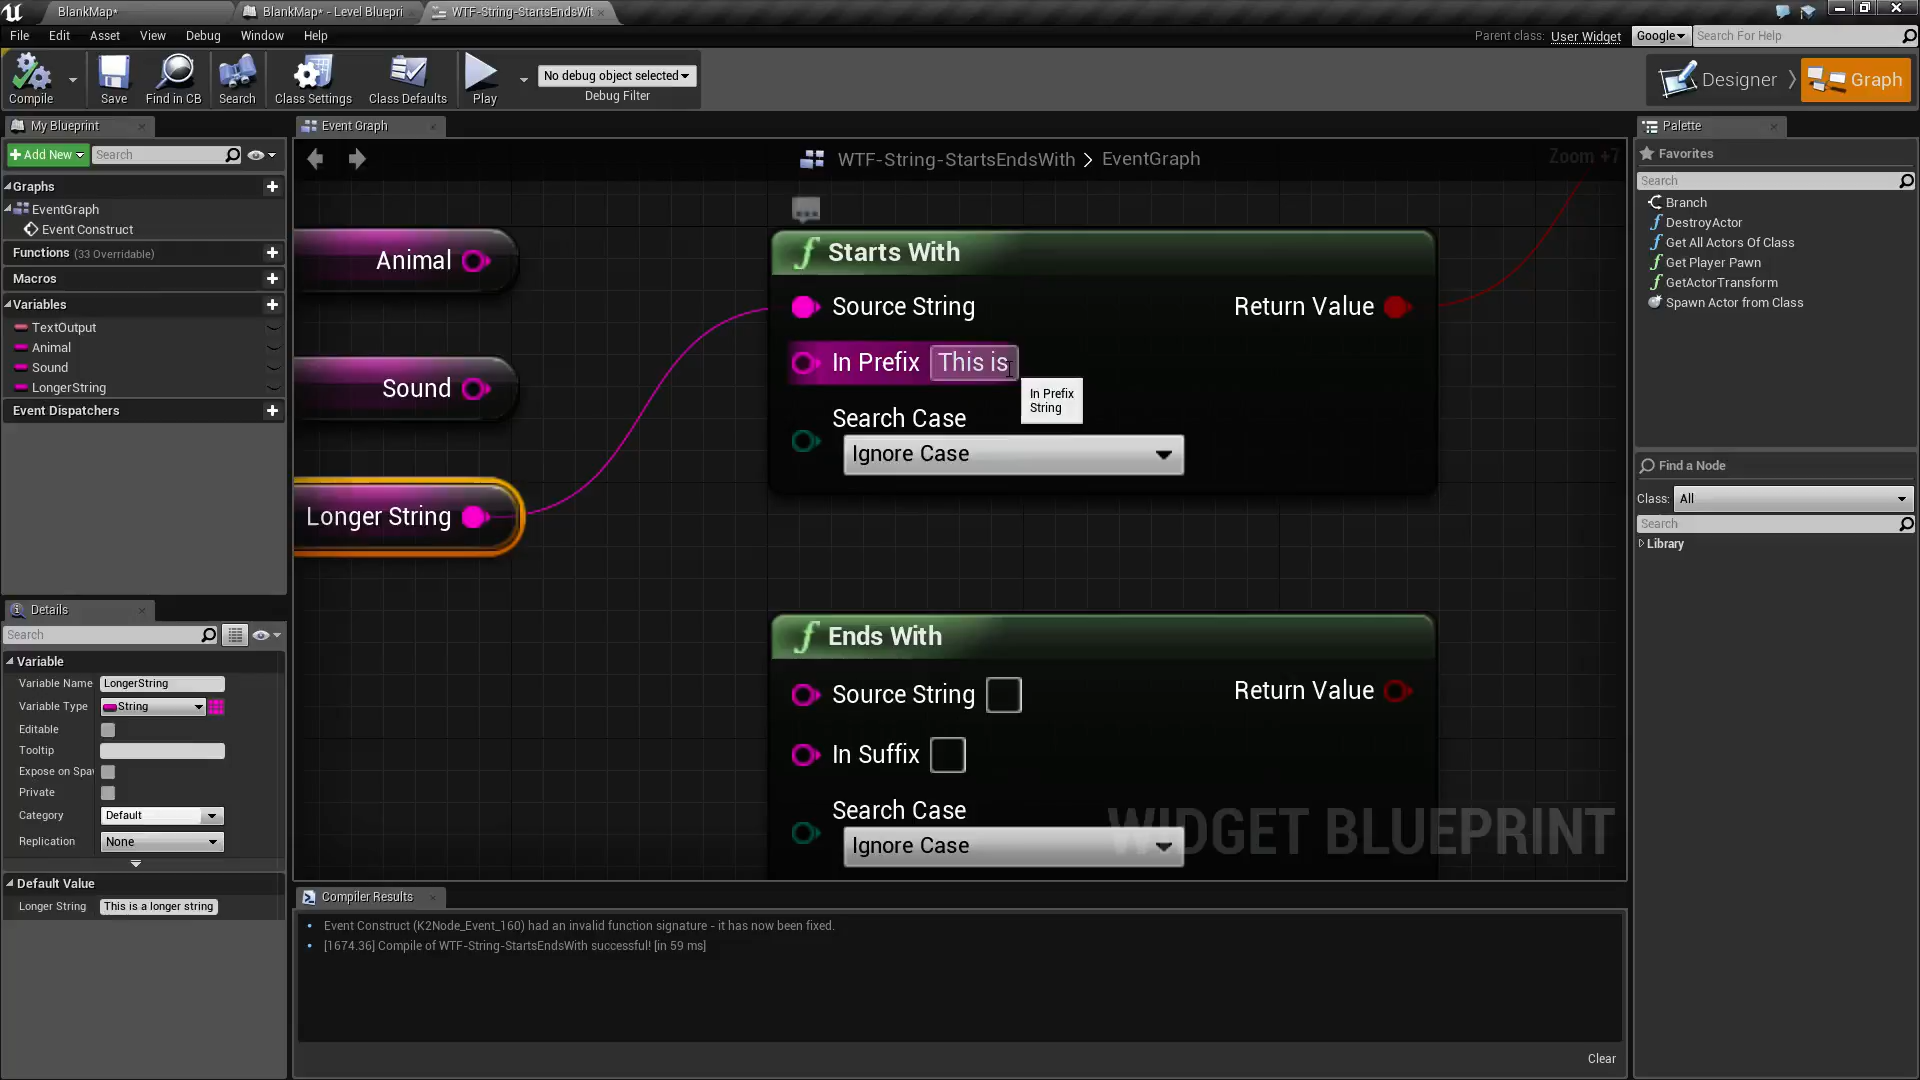 BlankMap*
BlankMap* - Level Bluepri
WTF-String-StartsEndsWit
File Edit Asset View Debug Window Help
Parent class: User Widget Google Search For Help
Compile
Save
Find in CB
Search
Class Settings
Class Defaults
Play
No debug object selected
Debug Filter
Designer
Graph
My Blueprint
Add New
Search
Graphs
EventGraph
Event Construct
Functions (33 Overridable)
Macros
Variables
TextOutput
Animal
Sound
LongerString
Event Dispatchers
Details
Search
Variable
Variable Name LongerString
Variable Type String
Editable
Tooltip
Expose on Spaw
Private
Category Default
Replication None
Default Value
Longer String This is a longer string
Event Graph
WTF-String-StartsEndsWith > EventGraph
Zoom +7
Animal
Sound
Longer String
Starts With
Source String
Return Value
In Prefix This is
In Prefix
String
Search Case
Ignore Case
Ends With
Source String
Return Value
In Suffix
Search Case
Ignore Case
WIDGET BLUEPRINT
Compiler Results
Event Construct (K2Node_Event_160) had an invalid function signature - it has now been fixed.
[1674.36] Compile of WTF-String-StartsEndsWith successful! [in 59 ms]
Clear
Palette
Favorites
Search
Branch
DestroyActor
Get All Actors Of Class
Get Player Pawn
GetActorTransform
Spawn Actor from Class
Find a Node
Class: All
Search
Library